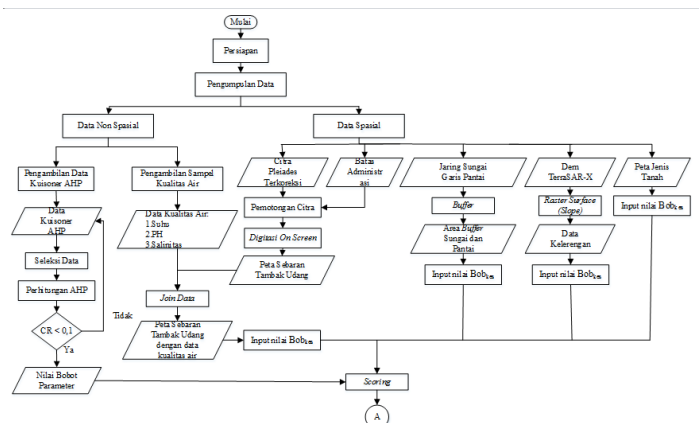 Mulai
Persiapan
Pengumpulan Data
Data Non Spasial
Data Spasial
Pengambilan Data
Kuisoner AHP
Pengambilan Sampel
Kualitas Air
Citra
Pleiades
Terkoreksi
Batas
Administr
asi
Jaring Sungai
Garis Pantai
Dem
TerraSAR-X
Peta Jenis
Tanah
Data
Kuisoner
AHP
Data Kualitas Air:
1.Suhu
2.PH
3.Salinitas
Pemotongan Citra
Buffer
Raster Surface
(Slope)
Input nilai Bobot
Digitasi On Screen
Area Buffer
Sungai dan
Pantai
Data
Kelerengan
Seleksi Data
Peta Sebaran
Tambak Udang
Input nilai Bobot
Input nilai Bobot
Perhitungan AHP
Join Data
CR < 0,1
Tidak
Ya
Peta Sebaran
Tambak Udang
dengan data
kualitas air
Input nilai Bobot
Nilai Bobot
Parameter
Scoring
A